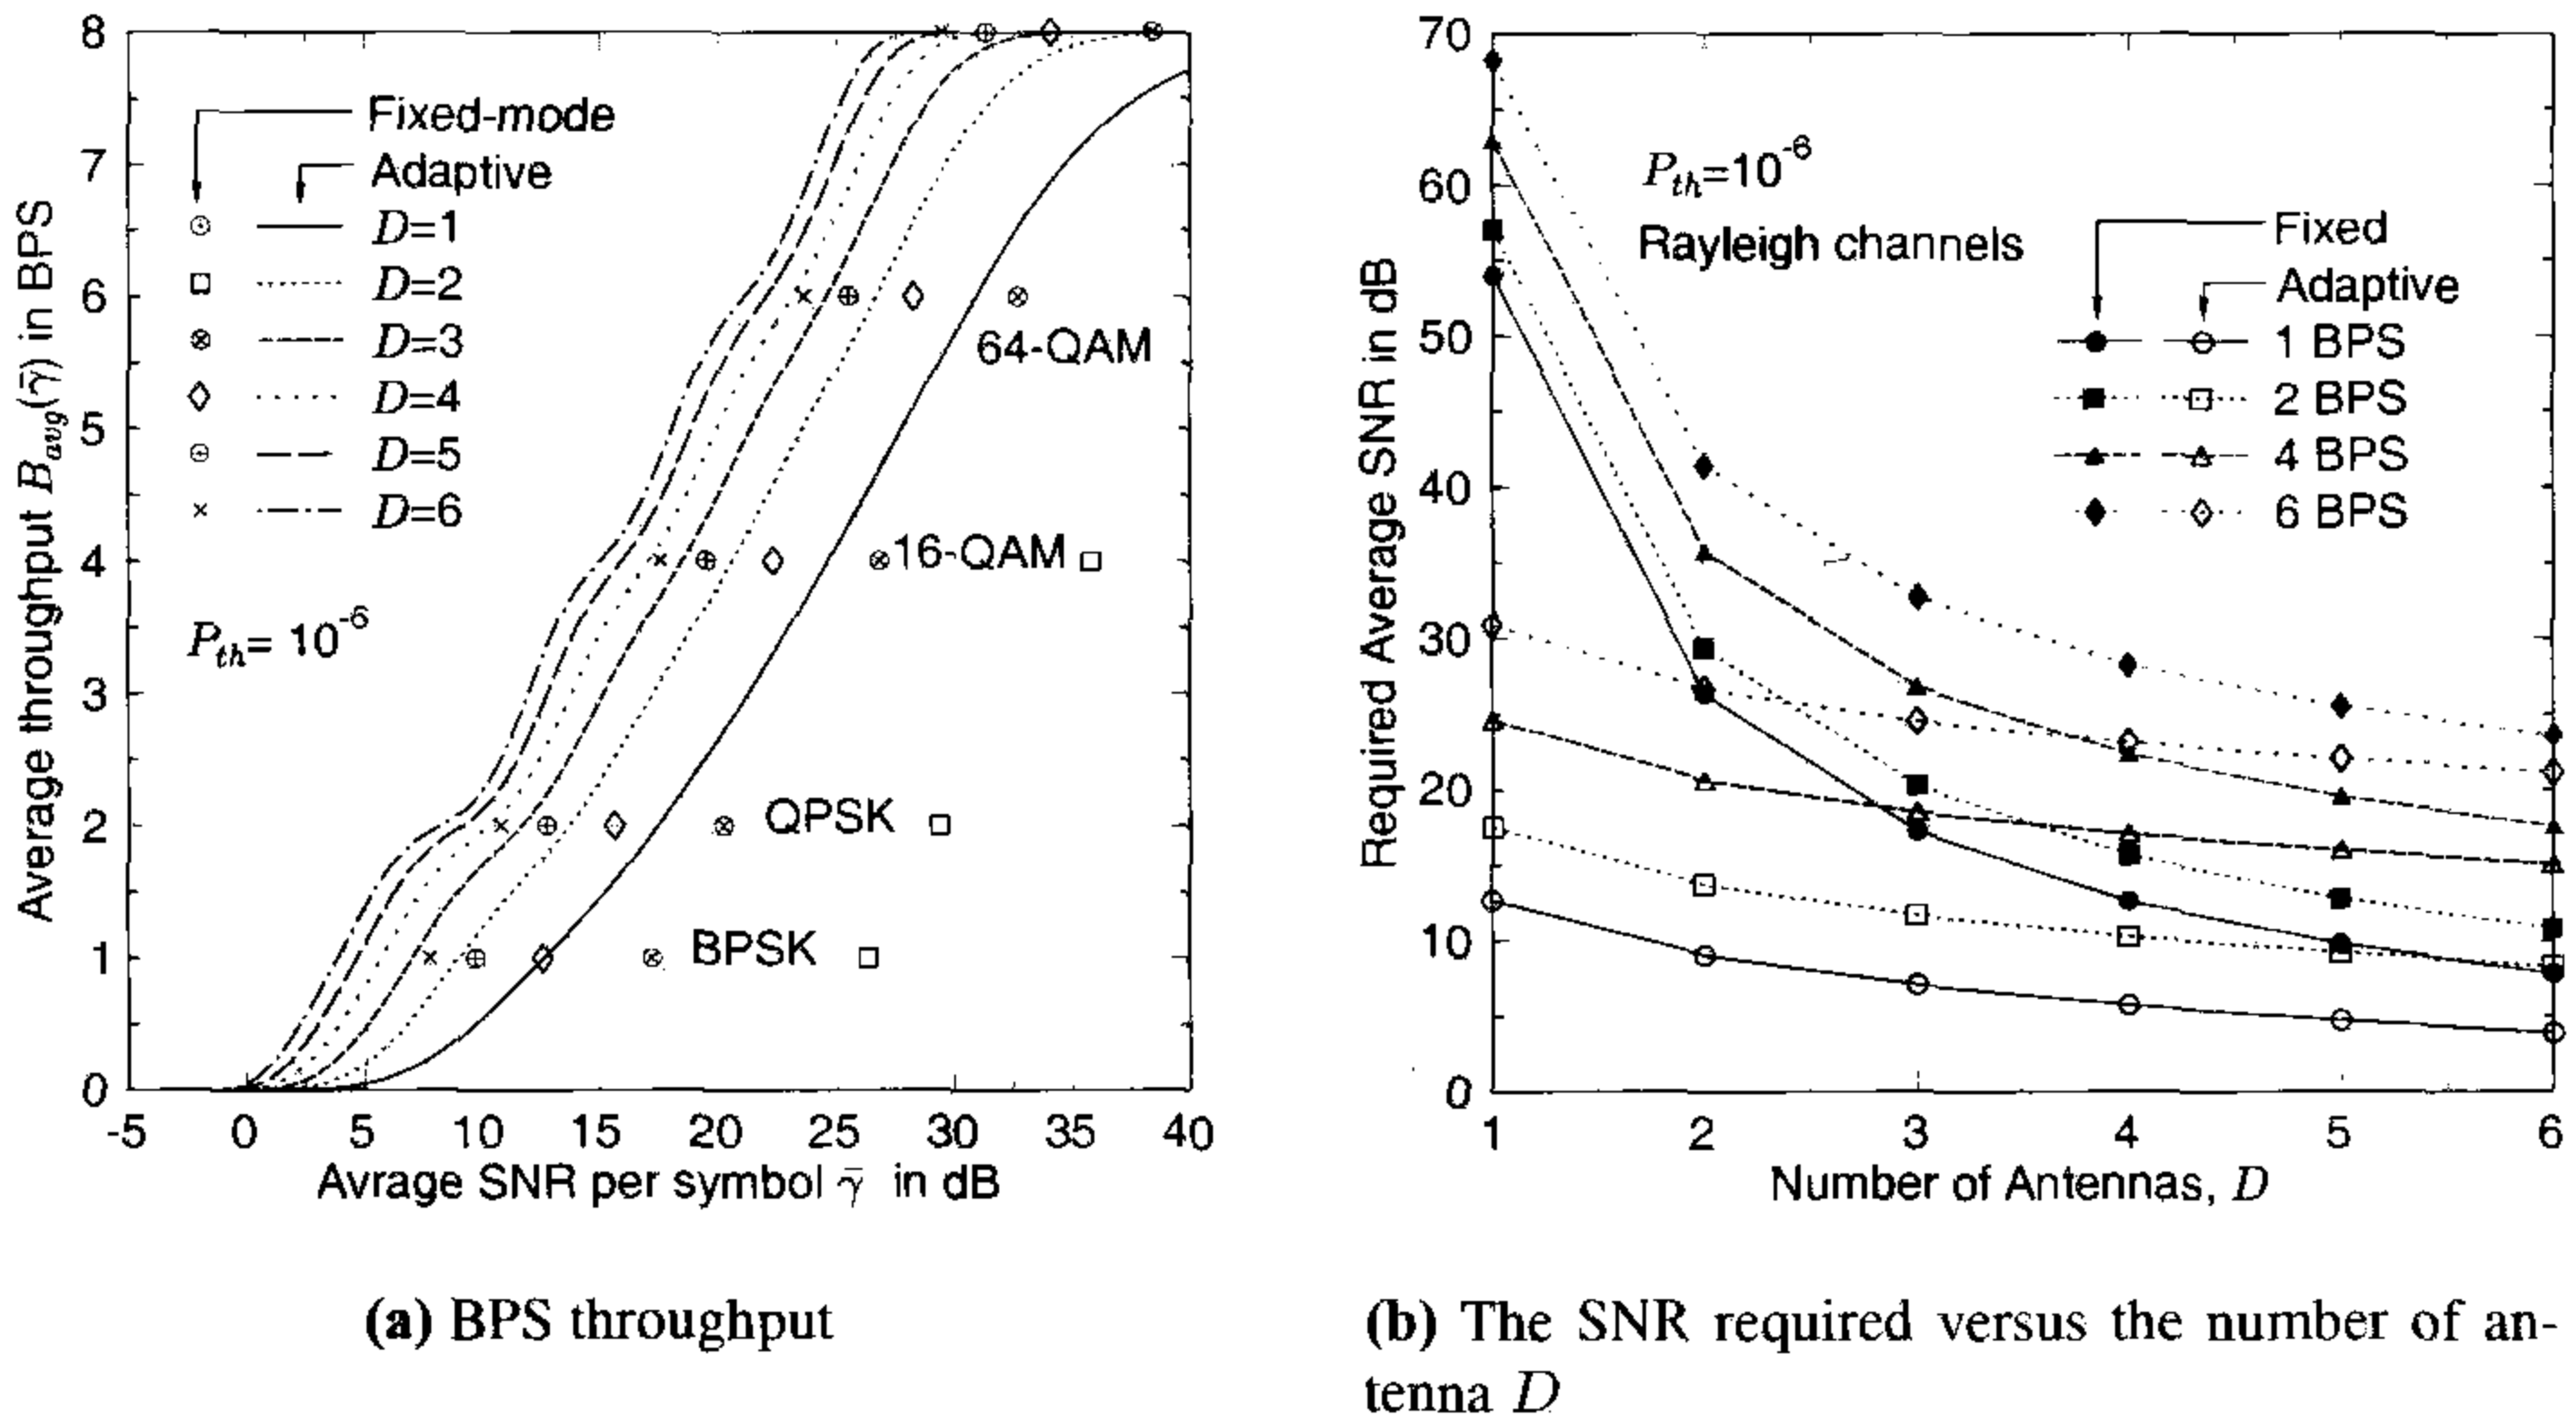 8
7
6
5
4
3
2
1
0
-5 0 5 10 15 20 25 30 35 40
Average throughput B_avg(γ̄) in BPS
Avrage SNR per symbol γ̄ in dB
Fixed-mode
Adaptive
D=1
D=2
D=3
D=4
D=5
D=6
P_th= 10^-6
64-QAM
16-QAM
QPSK
BPSK
(a) BPS throughput
70
60
50
40
30
20
10
0
1 2 3 4 5 6
Required Average SNR in dB
Number of Antennas, D
P_th=10^-6
Rayleigh channels
Fixed
Adaptive
1 BPS
2 BPS
4 BPS
6 BPS
(b) The SNR required versus the number of an-
tenna D